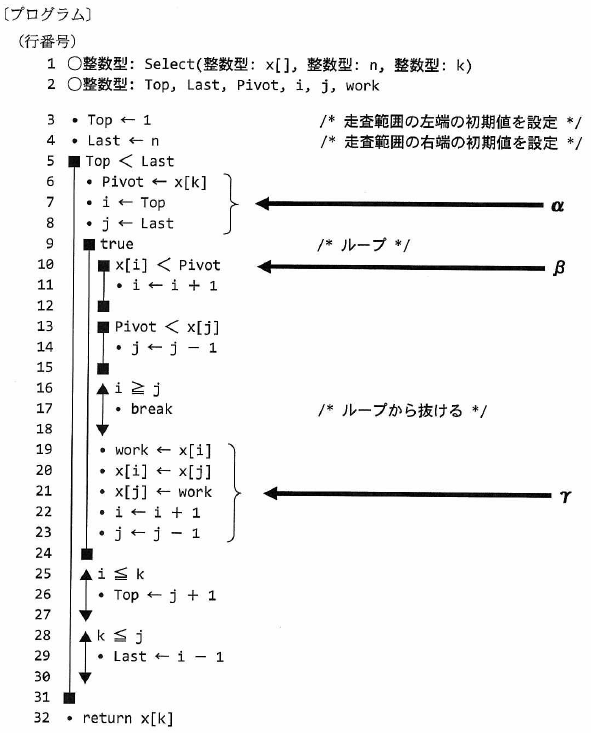 〔プログラム〕
(行番号)
1 ○整数型: Select(整数型: x[], 整数型: n, 整数型: k)
2 ○整数型: Top, Last, Pivot, i, j, work
3 • Top ← 1 /* 走査範囲の左端の初期値を設定 */
4 • Last ← n /* 走査範囲の右端の初期値を設定 */
5 ■ Top < Last
6 • Pivot ← x[k]
7 • i ← Top α
8 • j ← Last
9 ■ true /* ループ */
10 ■ x[i] < Pivot β
11 • i ← i + 1
12 ■
13 ■ Pivot < x[j]
14 • j ← j − 1
15 ■
16 ▲ i ≧ j
17 • break /* ループから抜ける */
18 ▼
19 • work ← x[i]
20 • x[i] ← x[j]
21 • x[j] ← work γ
22 • i ← i + 1
23 • j ← j − 1
24 ■
25 ▲ i ≦ k
26 • Top ← j + 1
27 ▼
28 ▲ k ≦ j
29 • Last ← i − 1
30 ▼
31 ■
32 • return x[k]